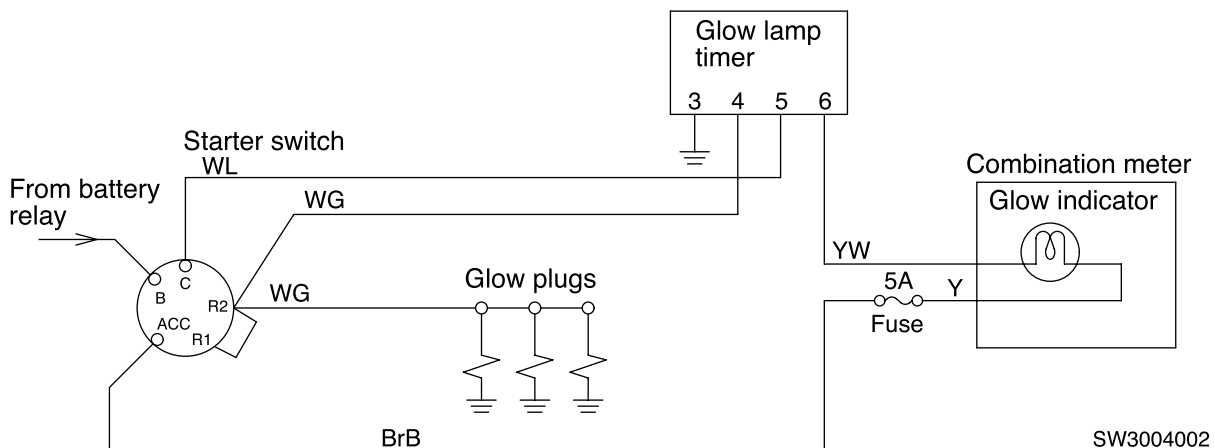 Glow lamp
timer
3 4 5 6
Starter switch
WL
Combination meter
From battery
relay
WG
Glow indicator
YW
C
B
R2
WG
Glow plugs
5A
Y
Fuse
ACC
R1
BrB
SW3004002